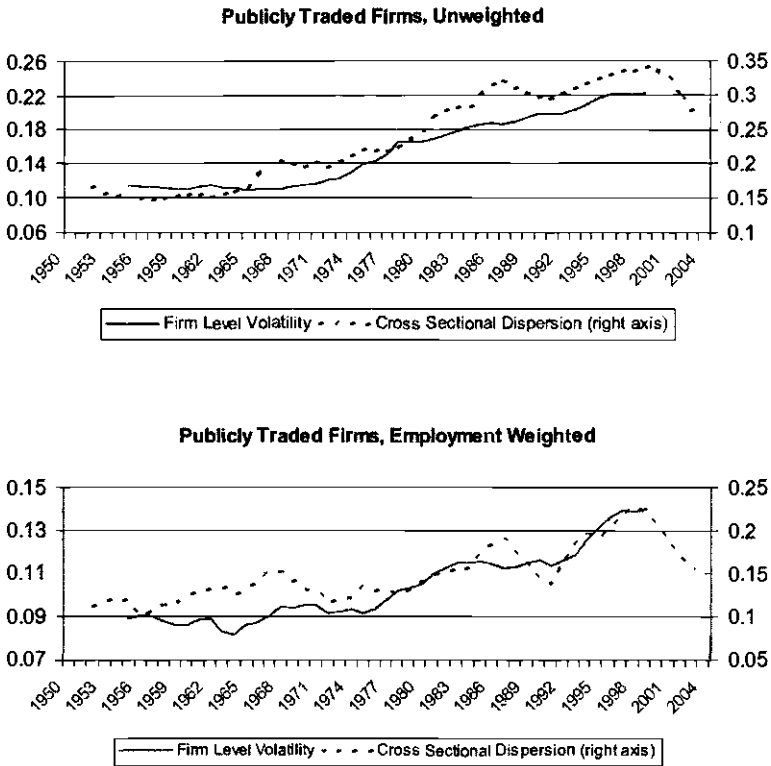 Publicly Traded Firms, Unweighted
0.26 0.35
0.22 0.3
0.18 0.25
0.14 0.2
0.10 0.15
0.06 0.1
1950 1953 1956 1959 1962 1965 1968 1971 1974 1977 1980 1983 1986 1989 1992 1995 1998 2001 2004
Firm Level Volatility Cross Sectional Dispersion (right axis)
Publicly Traded Firms, Employment Weighted
0.15 0.25
0.13 0.2
0.11 0.15
0.09 0.1
0.07 0.05
1950 1953 1956 1959 1962 1965 1968 1971 1974 1977 1980 1983 1986 1989 1992 1995 1998 2001 2004
Firm Level Volatility Cross Sectional Dispersion (right axis)